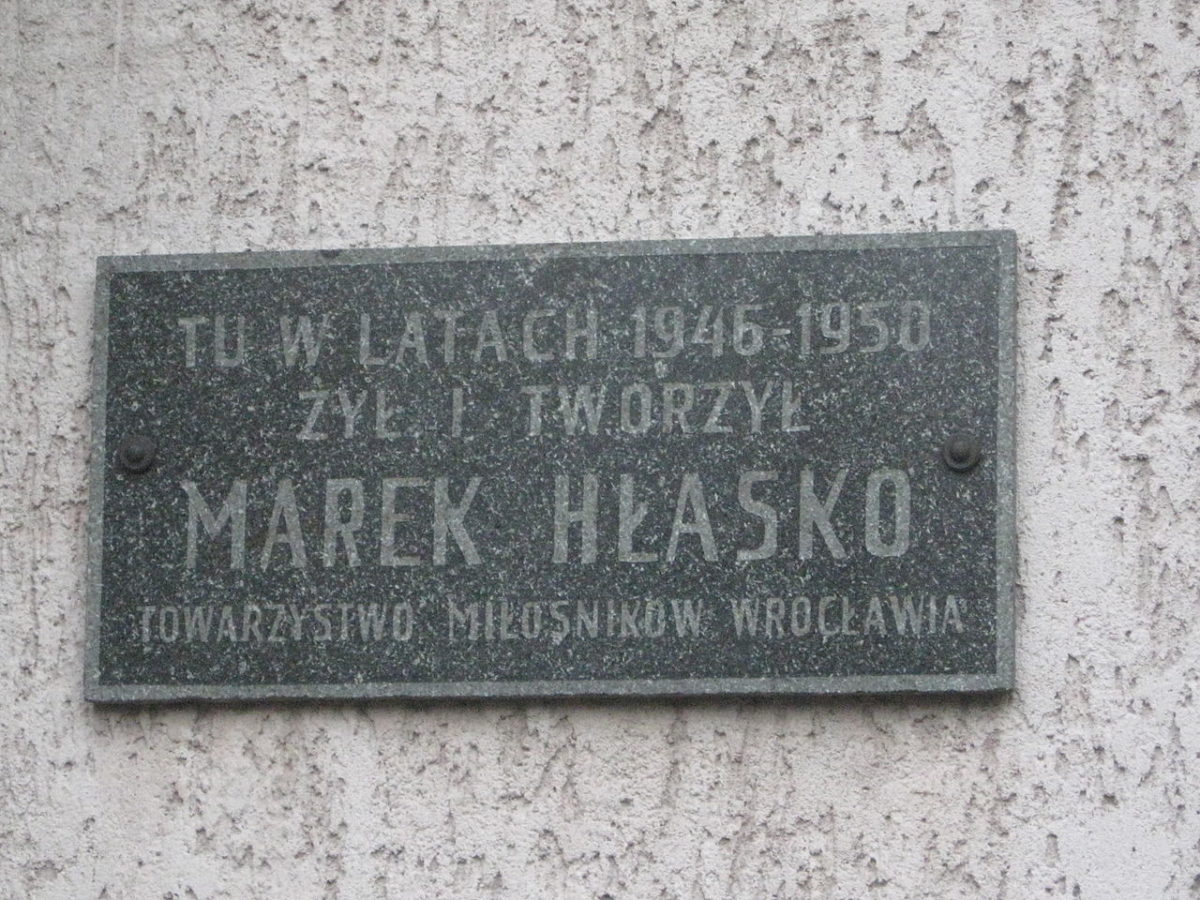 TU W LATACH 1946-1950
ŻYŁ I TWORZYŁ
MAREK HŁASKO
TOWARZYSTWO MIŁOŚNIKÓW WROCŁAWIA